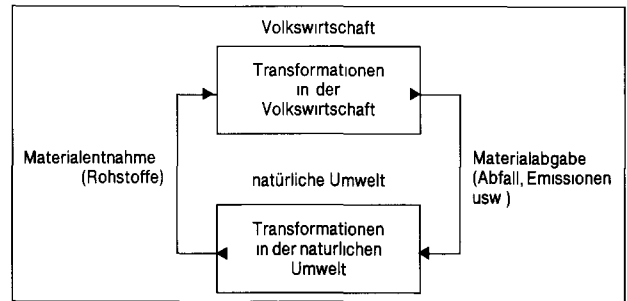 Volkswirtschaft
Transformationen
in der
Volkswirtschaft
Materialentnahme
(Rohstoffe)
Materialabgabe
(Abfall, Emissionen
usw )
natürliche Umwelt
Transformationen
in der naturlichen
Umwelt